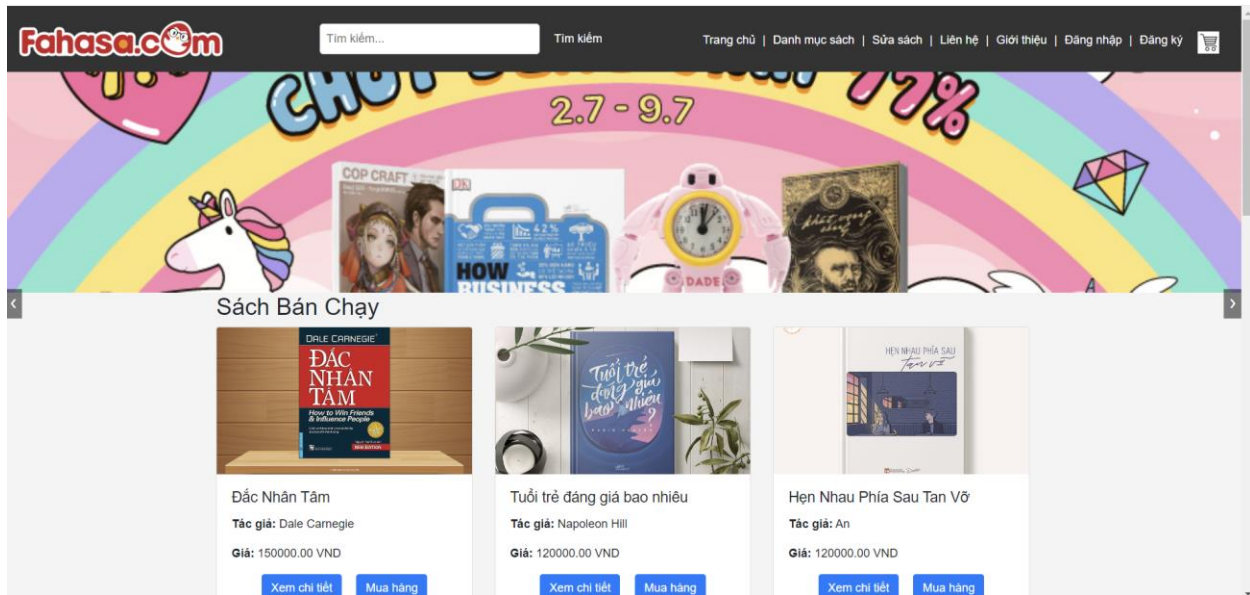 Fahasa.com
Tìm kiếm...
Tìm kiếm
Trang chủ | Danh mục sách | Sửa sách | Liên hệ | Giới thiệu | Đăng nhập | Đăng ký
2.7 - 9.7
COP CRAFT
DK
42%
HOW
BUSINESS
DADE
Sách Bán Chạy
DALE CARNEGIE
ĐẮC
NHÂN
TÂM
How to Win Friends
& Influence People
Tuổi trẻ
đáng giá
bao nhiêu
?
HẸN NHAU PHÍA SAU
Tan vỡ
Đắc Nhân Tâm
Tác giả: Dale Carnegie
Giá: 150000.00 VND
Xem chi tiết
Mua hàng
Tuổi trẻ đáng giá bao nhiêu
Tác giả: Napoleon Hill
Giá: 120000.00 VND
Xem chi tiết
Mua hàng
Hẹn Nhau Phía Sau Tan Vỡ
Tác giả: An
Giá: 120000.00 VND
Xem chi tiết
Mua hàng